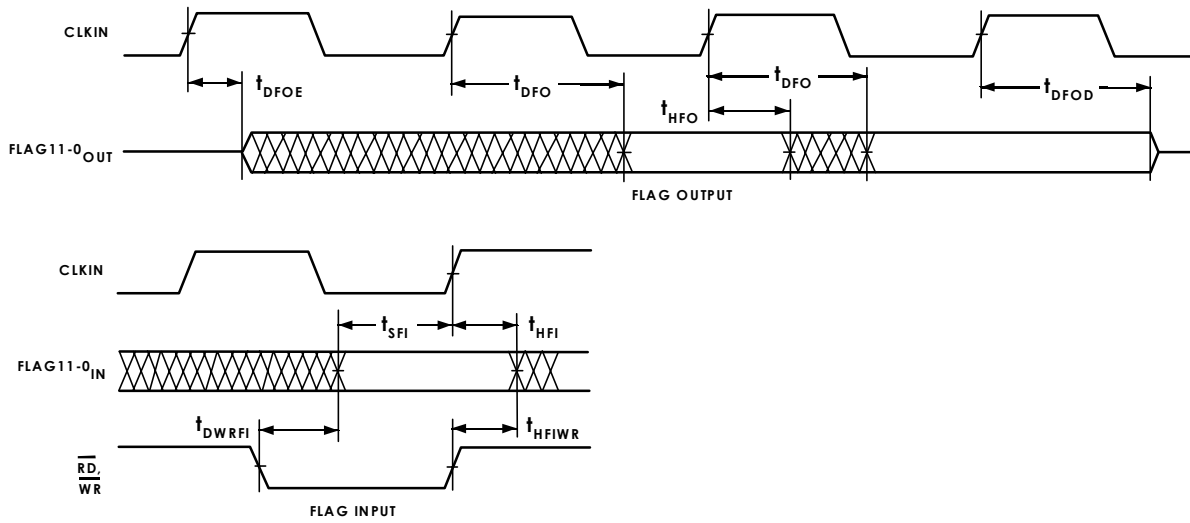 CLKIN
tDFOE
tDFO
tDFO
tDFOD
tHFO
FLAG11-0OUT
FLAG OUTPUT
CLKIN
tSFI
tHFI
FLAG11-0IN
tDWRFI
tHFIWR
RD,
WR
FLAG INPUT